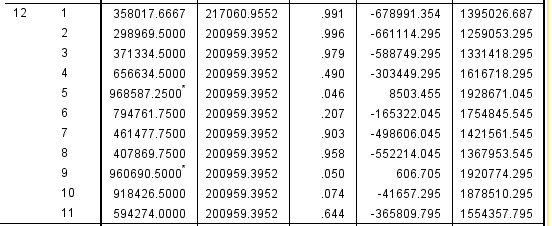 12 1 358017.6667 217060.9552 .991 -678991.354 1395026.687
2 298969.5000 200959.3952 .996 -661114.295 1259053.295
3 371334.5000 200959.3952 .979 -588749.295 1331418.295
4 656634.5000 200959.3952 .490 -303449.295 1616718.295
5 968587.2500* 200959.3952 .046 8503.455 1928671.045
6 794761.7500 200959.3952 .207 -165322.045 1754845.545
7 461477.7500 200959.3952 .903 -498606.045 1421561.545
8 407869.7500 200959.3952 .958 -552214.045 1367953.545
9 960690.5000* 200959.3952 .050 606.705 1920774.295
10 918426.5000 200959.3952 .074 -41657.295 1878510.295
11 594274.0000 200959.3952 .644 -365809.795 1554357.795